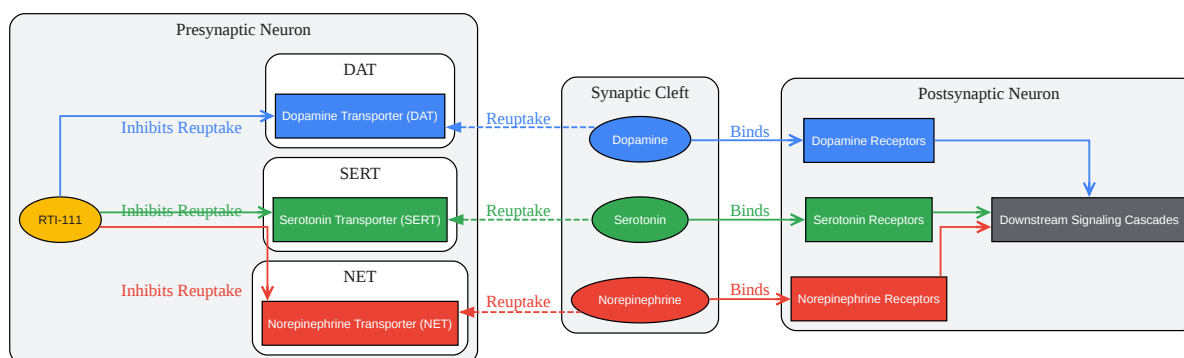 Presynaptic Neuron
DAT
Dopamine Transporter (DAT)
Inhibits Reuptake
SERT
Serotonin Transporter (SERT)
Inhibits Reuptake
RTI-111
NET
Norepinephrine Transporter (NET)
Inhibits Reuptake
Reuptake
Reuptake
Reuptake
Synaptic Cleft
Dopamine
Serotonin
Norepinephrine
Binds
Binds
Binds
Postsynaptic Neuron
Dopamine Receptors
Serotonin Receptors
Norepinephrine Receptors
Downstream Signaling Cascades